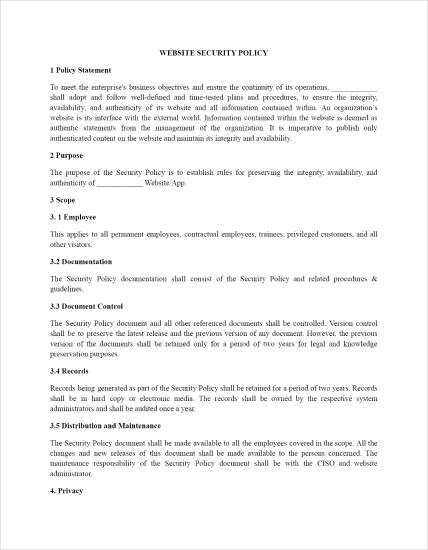 WEBSITE SECURITY POLICY
1 Policy Statement
To meet the enterprise's business objectives and ensure the continuity of its operations, _____________
shall adopt and follow well-defined and time-tested plans and procedures, to ensure the integrity,
availability, and authenticity of its website and all information contained within. An organization's
website is its interface with the external world. Information contained within the website is deemed as
authentic statements from the management of the organization. It is imperative to publish only
authenticated content on the website and maintain its integrity and availability.
2 Purpose
The purpose of the Security Policy is to establish rules for preserving the integrity, availability, and
authenticity of _____________ Website/App.
3 Scope
3. 1 Employee
This applies to all permanent employees, contractual employees, trainees, privileged customers, and all
other visitors.
3.2 Documentation
The Security Policy documentation shall consist of the Security Policy and related procedures &
guidelines.
3.3 Document Control
The Security Policy document and all other referenced documents shall be controlled. Version control
shall be to preserve the latest release and the previous version of any document. However, the previous
version of the documents shall be retained only for a period of two years for legal and knowledge
preservation purposes.
3.4 Records
Records being generated as part of the Security Policy shall be retained for a period of two years. Records
shall be in hard copy or electronic media. The records shall be owned by the respective system
administrators and shall be audited once a year.
3.5 Distribution and Maintenance
The Security Policy document shall be made available to all the employees covered in the scope. All the
changes and new releases of this document shall be made available to the persons concerned. The
maintenance responsibility of the Security Policy document shall be with the CISO and website
administrator.
4. Privacy